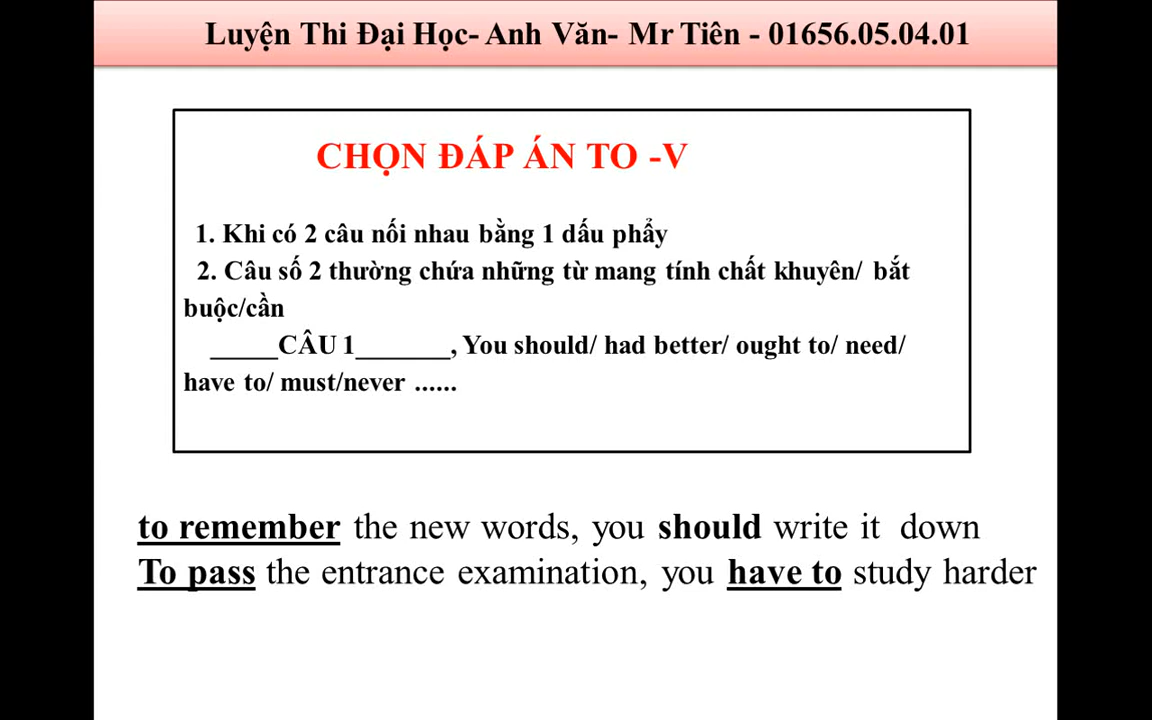 Luyện Thi Đại Học- Anh Văn- Mr Tiên - 01656.05.04.01
CHỌN ĐÁP ÁN TO -V
1. Khi có 2 câu nối nhau bằng 1 dấu phẩy
2. Câu số 2 thường chứa những từ mang tính chất khuyên/ bắt
buộc/cần
_____CÂU 1_______, You should/ had better/ ought to/ need/
have to/ must/never ......
to remember the new words, you should write it down
To pass the entrance examination, you have to study harder